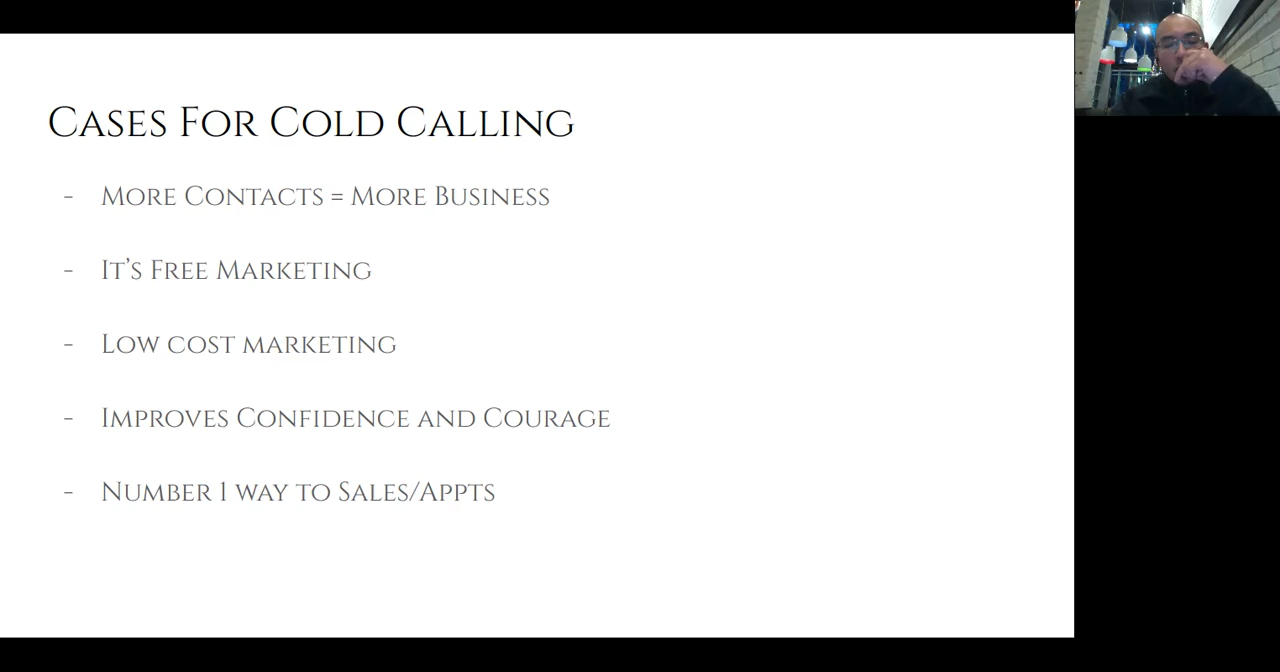 Cases For Cold Calling
- More Contacts = More Business
- It's Free Marketing
- Low cost marketing
- Improves Confidence and Courage
- Number 1 way to Sales/Appts